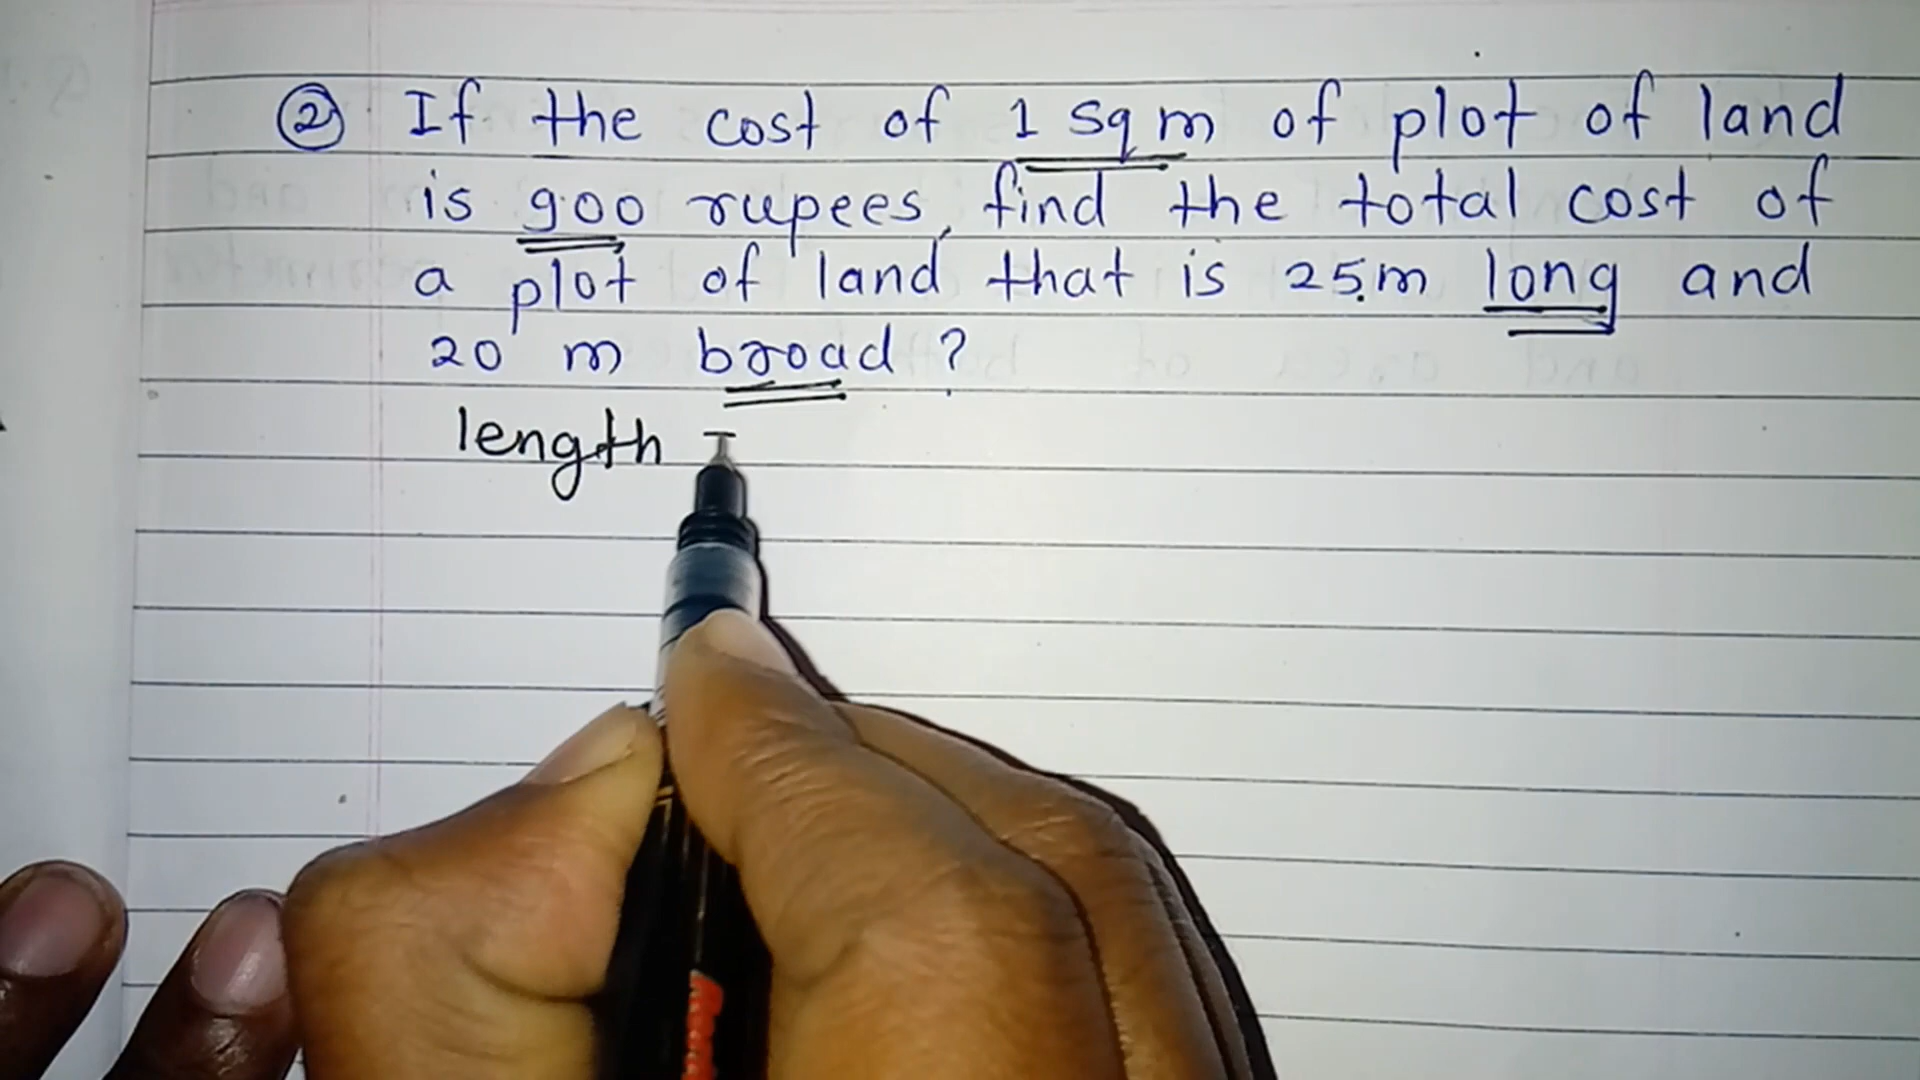 ② If the cost of 1 sq m of plot of land
is 900 rupees, find the total cost of
a plot of land that is 25m long and
20 m broad ?
length